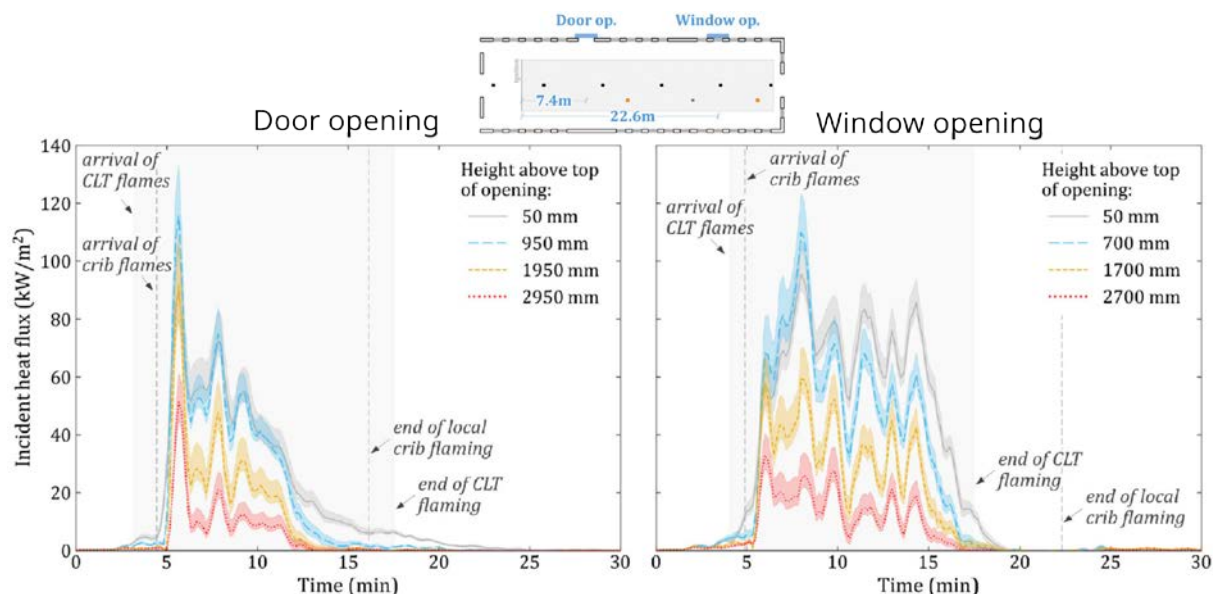 Door op.
Window op.
7.4m
22.6m
Door opening
Window opening
Incident heat flux (kW/m²)
140
120
100
80
60
40
20
0
arrival of
CLT flames
arrival of
crib flames
Height above top
of opening:
50 mm
950 mm
1950 mm
2950 mm
end of local
crib flaming
end of CLT
flaming
0
5
10
15
20
25
30
Time (min)
arrival of
crib flames
arrival of
CLT flames
Height above top
of opening:
50 mm
700 mm
1700 mm
2700 mm
end of CLT
flaming
end of local
crib flaming
0
5
10
15
20
25
30
Time (min)